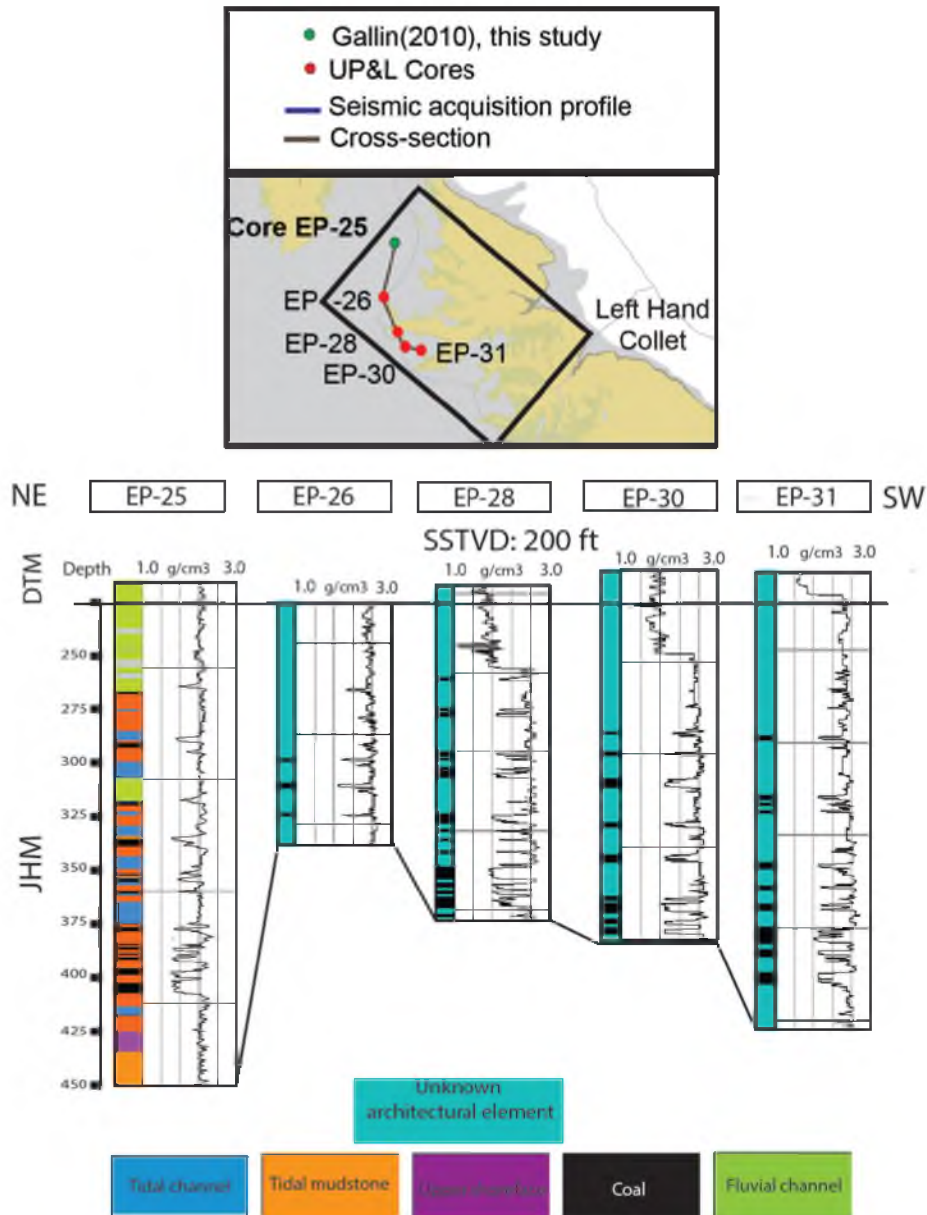 Gallin(2010), this study
UP&L Cores
Seismic acquisition profile
Cross-section
Core EP-25
EP-26
EP-28
EP-30
EP-31
Left Hand
Collet
NE
EP-25
EP-26
EP-28
EP-30
EP-31
SW
SSTVD: 200 ft
DTM
Depth
1.0 g/cm3 3.0
1.0 g/cm3 3.0
1.0 g/cm3 3.0
1.0 g/cm3 3.0
1.0 g/cm3 3.0
250
275
300
325
JHM
350
375
400
425
450
Unknown
architectural element
Tidal channel
Tidal mudstone
Coal
Fluvial channel